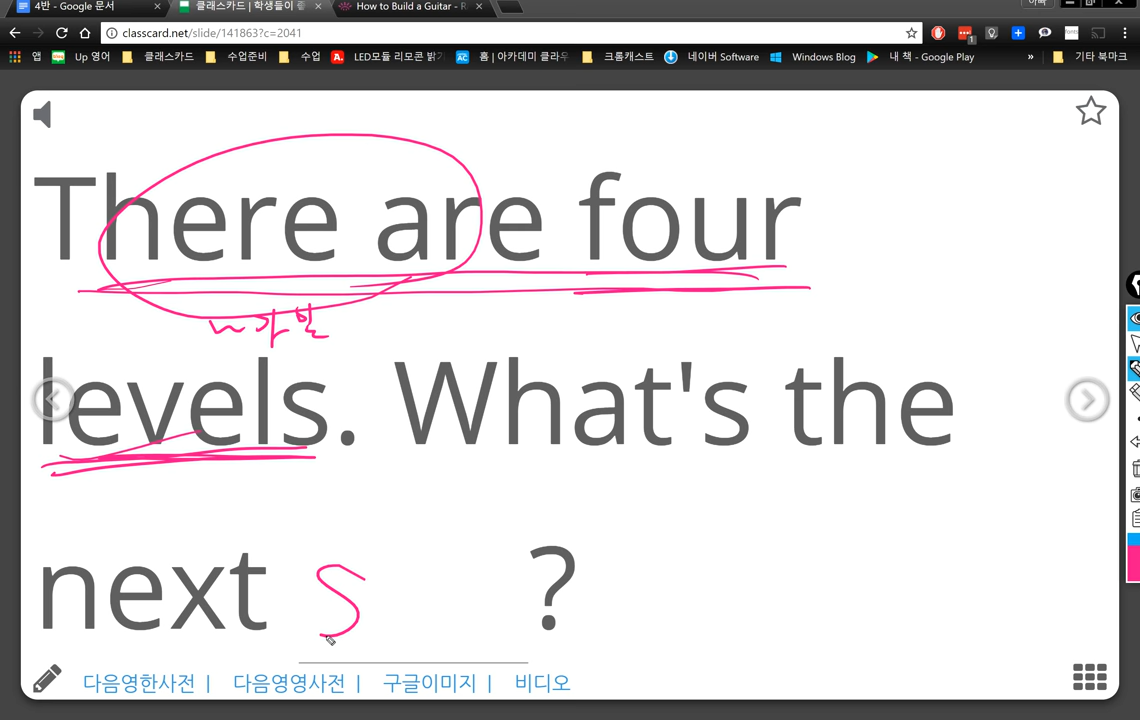 4반 - Google 문서
클래스카드 | 학생들이 좋
How to Build a Guitar - R
아빠
classcard.net/slide/141863?c=2041
앱 Up 영어 클래스카드 수업준비 수업 LED모듈 리모콘 밝기 홈 | 아카데미 클라우 크롬캐스트 네이버 Software Windows Blog 내 책 - Google Play » 기타 북마크
There are four
levels. What's the
next S ?
다음영한사전 | 다음영영사전 | 구글이미지 | 비디오